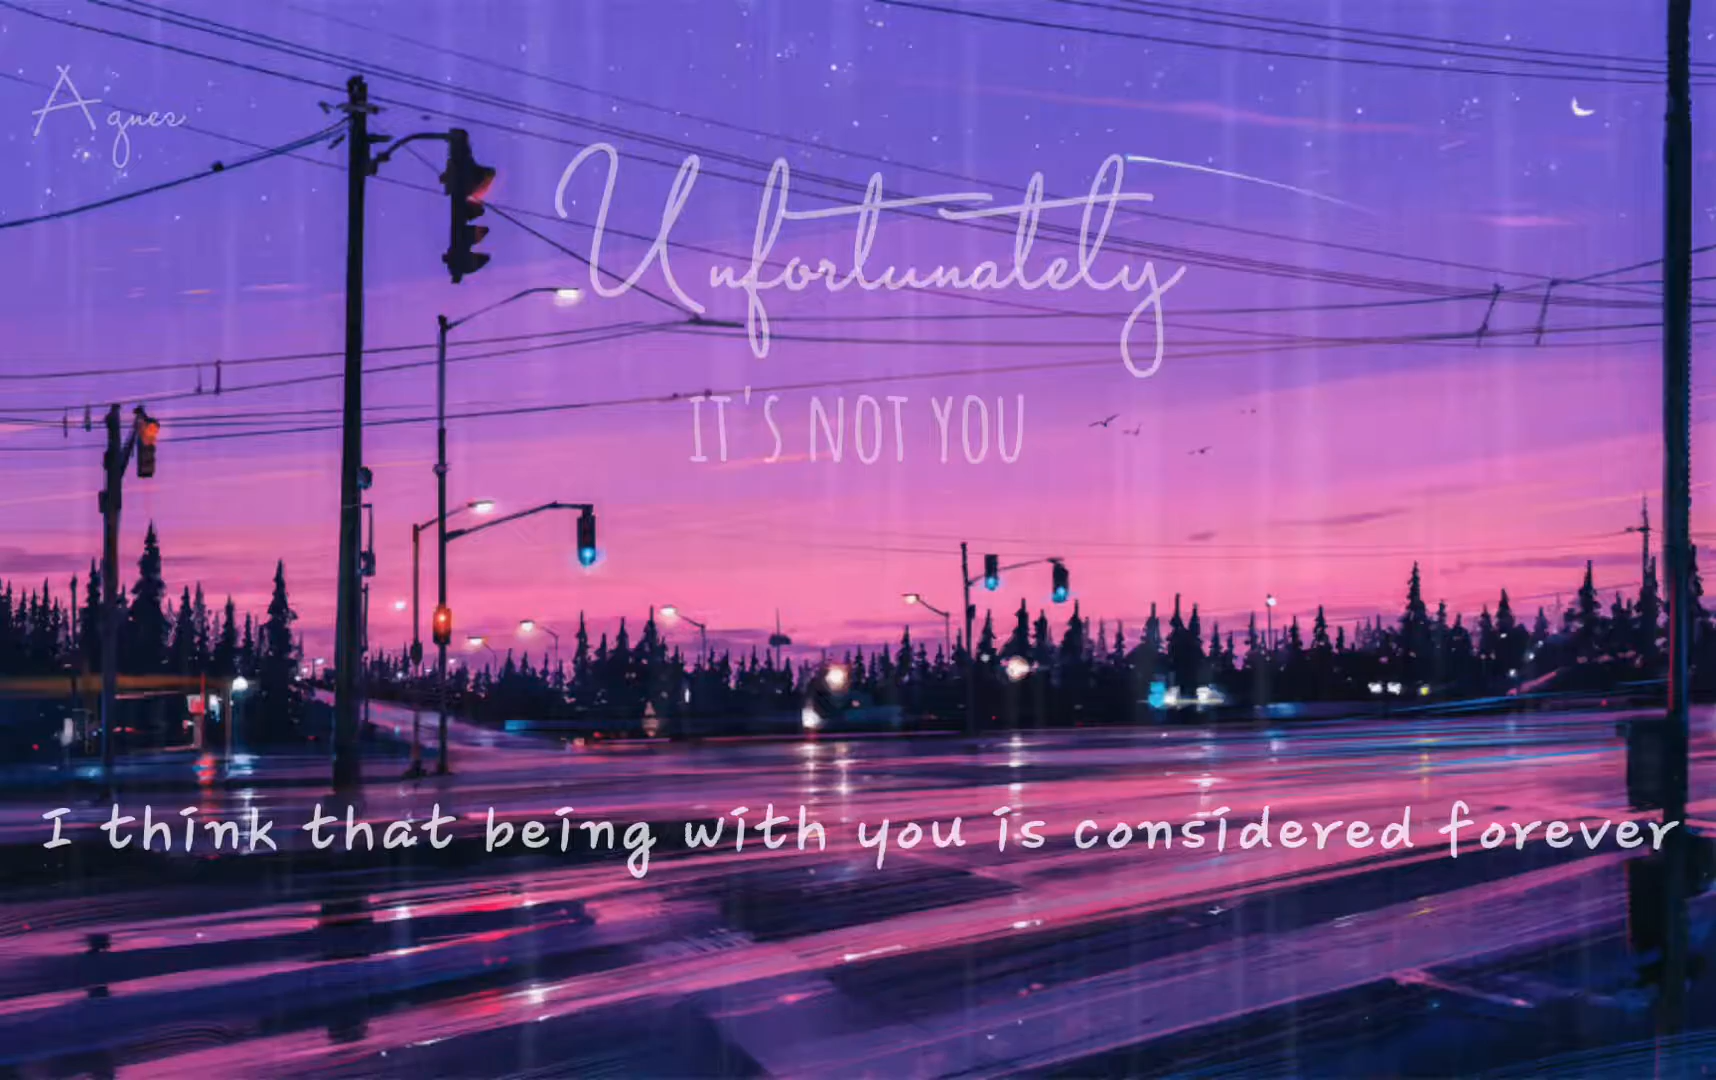 Agnes
Unfortunately
IT'S NOT YOU
I think that being with you is considered forever